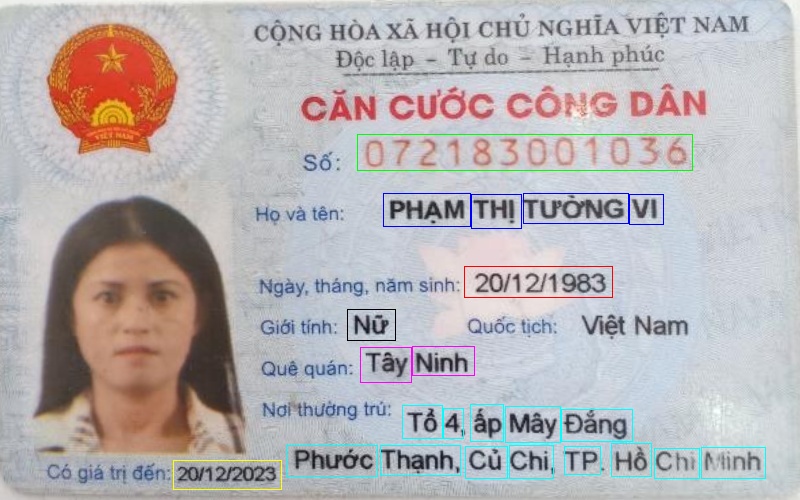 CỘNG HÒA XÃ HỘI CHỦ NGHĨA VIỆT NAM
Độc lập - Tự do - Hạnh phúc
CĂN CƯỚC CÔNG DÂN
Số: 072183001036
Họ và tên: PHẠM THỊ TƯỜNG VI
Ngày, tháng, năm sinh: 20/12/1983
Giới tính: Nữ Quốc tịch: Việt Nam
Quê quán: Tây Ninh
Nơi thường trú: Tổ 4, ấp Mây Đắng
Phước Thạnh, Củ Chi, TP. Hồ Chí Minh
Có giá trị đến: 20/12/2023